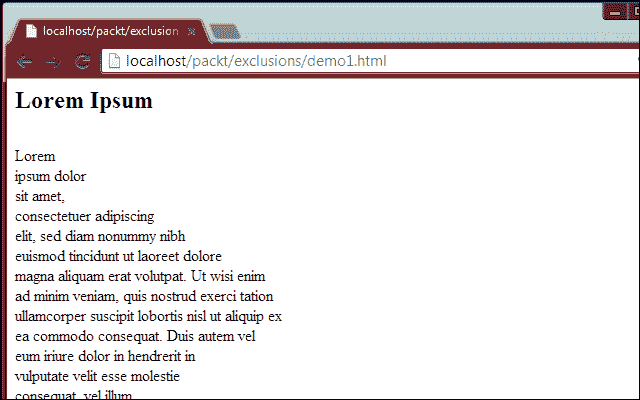 localhost/packt/exclusion
localhost/packt/exclusions/demo1.html
Lorem Ipsum
Lorem
ipsum dolor
sit amet,
consectetuer adipiscing
elit, sed diam nonummy nibh
euismod tincidunt ut laoreet dolore
magna aliquam erat volutpat. Ut wisi enim
ad minim veniam, quis nostrud exerci tation
ullamcorper suscipit lobortis nisl ut aliquip ex
ea commodo consequat. Duis autem vel
eum iriure dolor in hendrerit in
vulputate velit esse molestie
consequat, vel illum